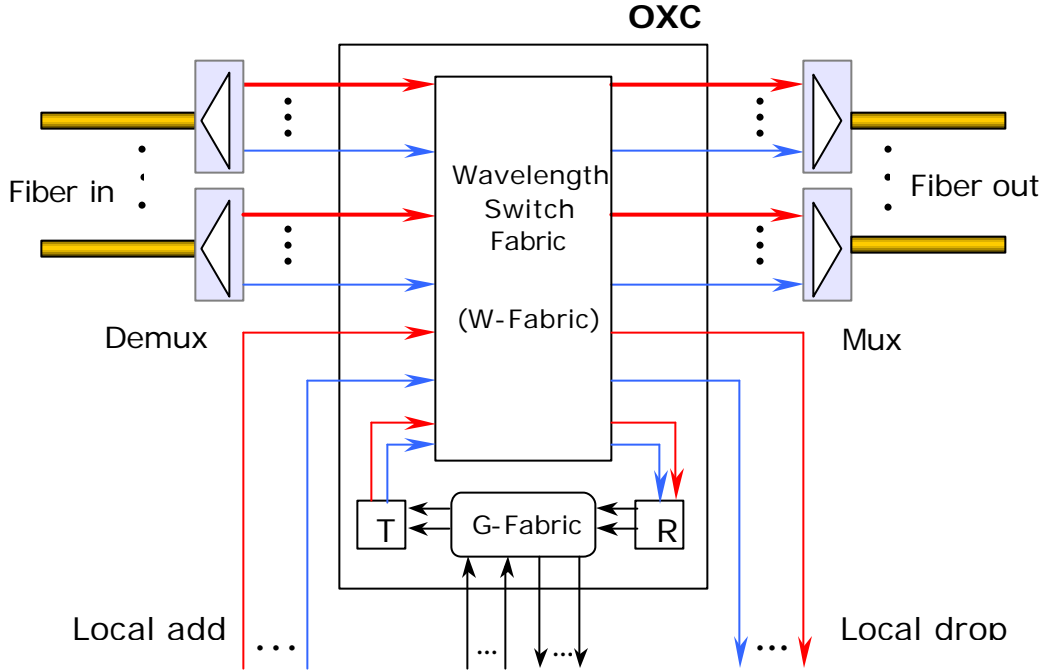 OXC
Fiber in
Wavelength
Switch
Fabric
(W-Fabric)
Fiber out
Demux
Mux
T
G-Fabric
R
Local add
Local drop